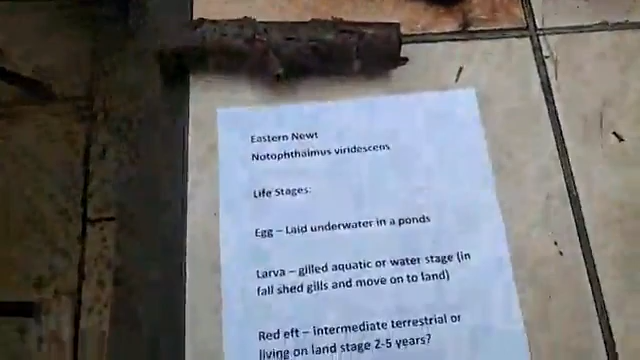 Eastern Newt
Notophthalmus viridescens
Life Stages:
Egg – Laid underwater in a ponds
Larva – gilled aquatic or water stage (in
fall shed gills and move on to land)
Red eft – intermediate terrestrial or
living on land stage 2-5 years?